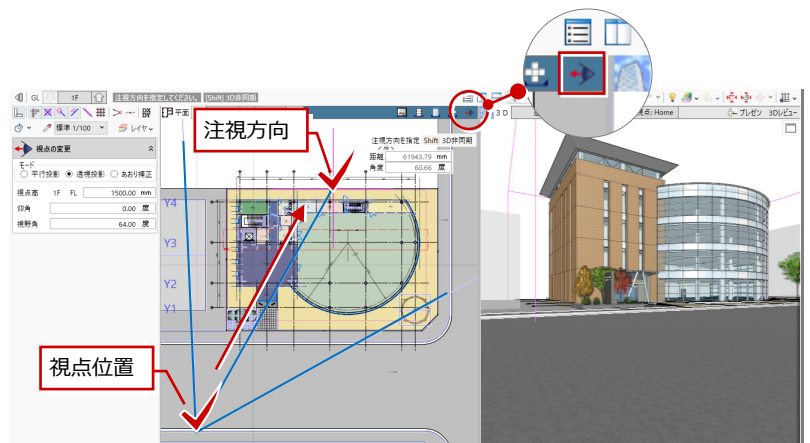 GL
1F
注視方向を指定してください。 [Shift] 3D非同期
標準 1/100
レイヤ
視点の変更
モード
平行投影
透視投影
あおり補正
視点高 1F FL 1500.00 mm
仰角 0.00 度
視野角 64.00 度
平面
注視方向
注視方向を指定 Shift 3D非同期
距離 61943.79 mm
角度 60.66 度
Y4
Y3
Y2
Y1
視点位置
3D
視点: Home
プレゼン
3Dレビュー